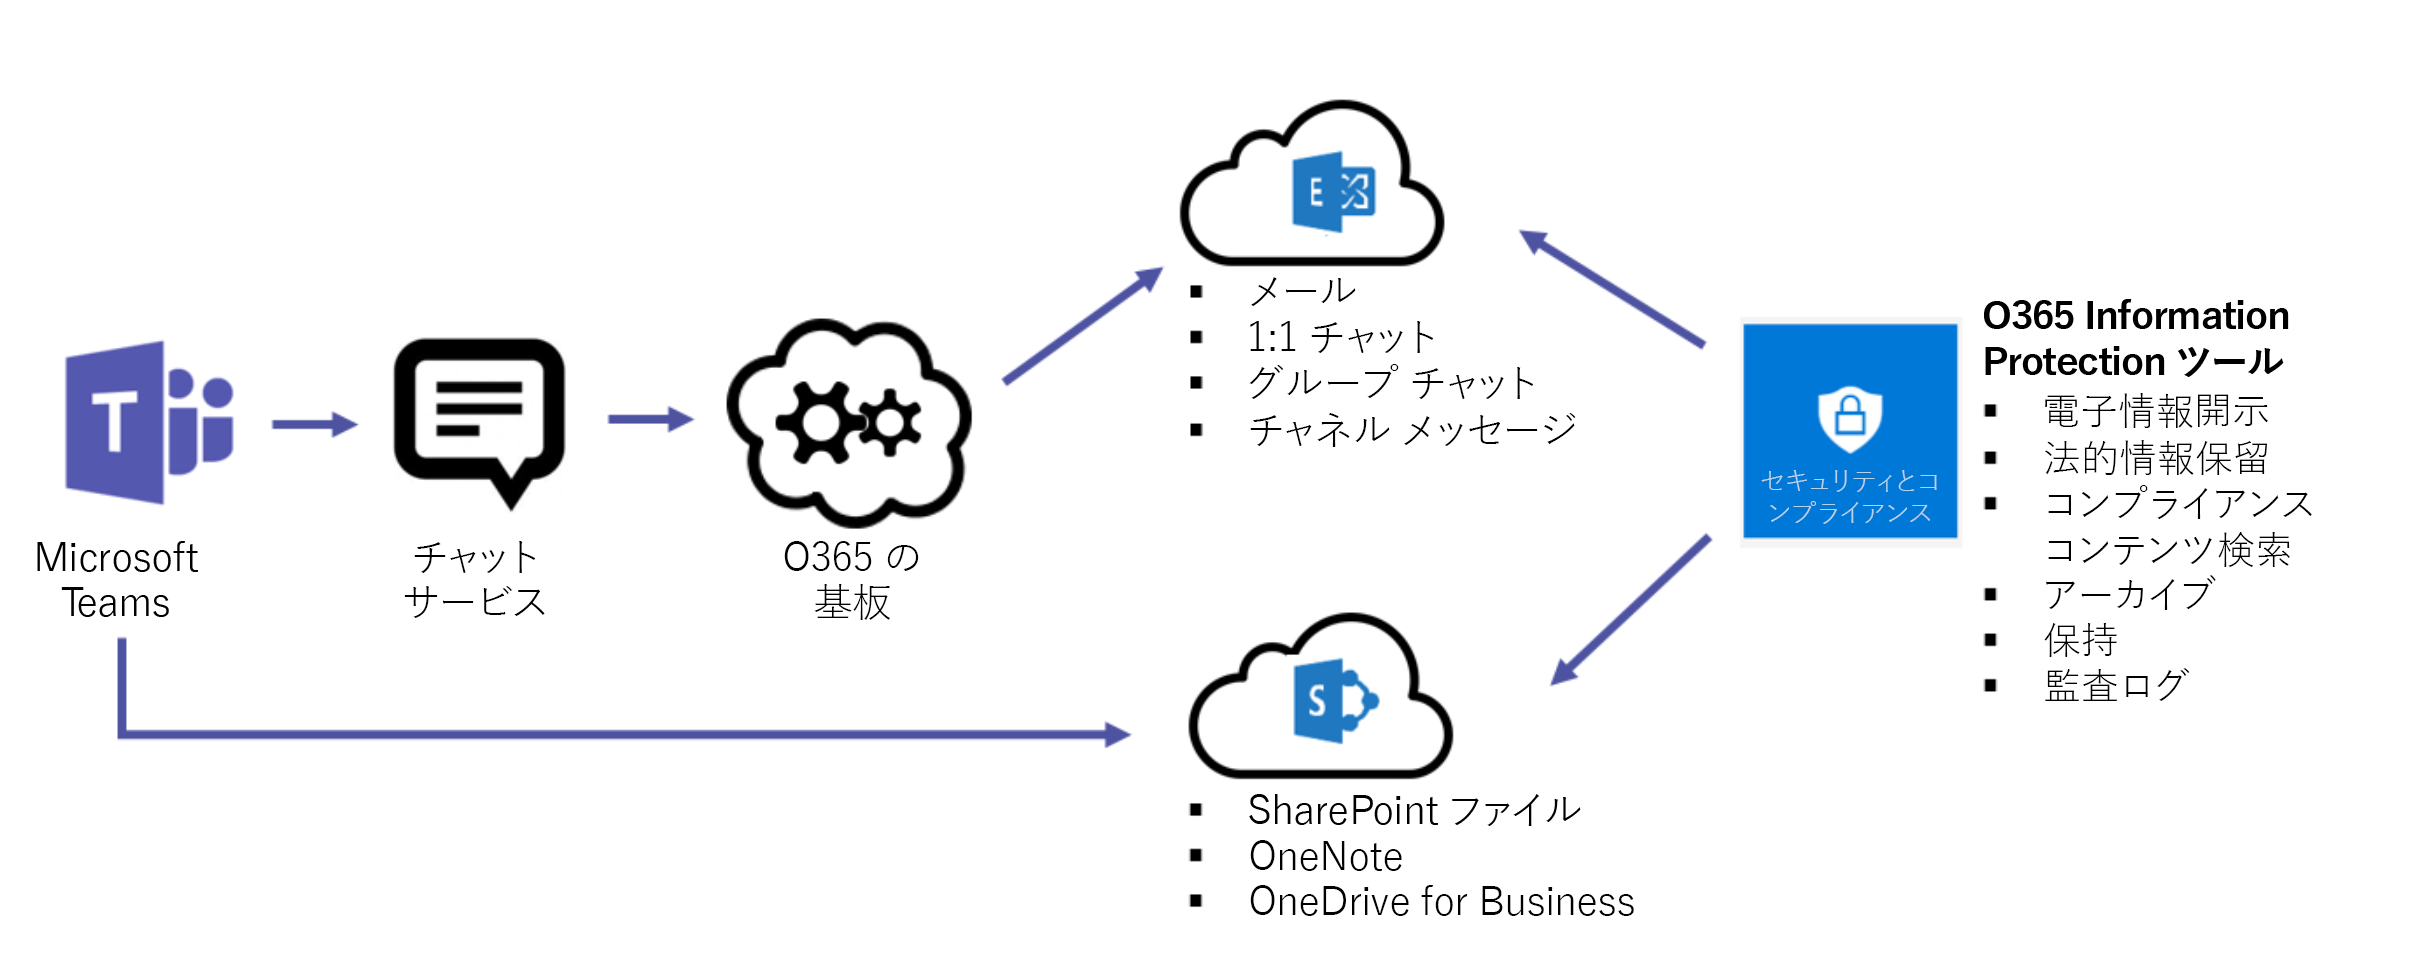 T
Microsoft
Teams
チャット
サービス
O365 の
基板
E
メール
1:1 チャット
グループ チャット
チャネル メッセージ
S
SharePoint ファイル
OneNote
OneDrive for Business
セキュリティとコ
ンプライアンス
O365 Information
Protection ツール
電子情報開示
法的情報保留
コンプライアンス
コンテンツ検索
アーカイブ
保持
監査ログ